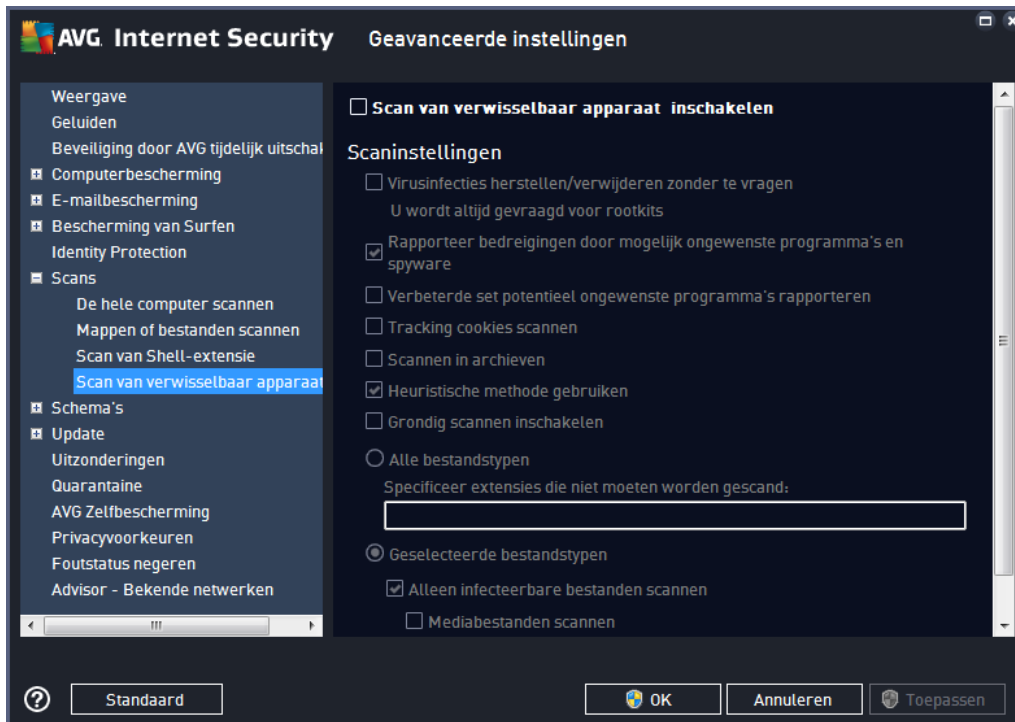 AVG Internet Security
Geavanceerde instellingen
Weergave
Geluiden
Beveiliging door AVG tijdelijk uitschal
Computerbescherming
E-mailbescherming
Bescherming van Surfen
Identity Protection
Scans
De hele computer scannen
Mappen of bestanden scannen
Scan van Shell-extensie
Scan van verwisselbaar apparaat
Schema's
Update
Uitzonderingen
Quarantaine
AVG Zelfbescherming
Privacyvoorkeuren
Foutstatus negeren
Advisor - Bekende netwerken
Scan van verwisselbaar apparaat inschakelen
Scaninstellingen
Virusinfecties herstellen/verwijderen zonder te vragen
U wordt altijd gevraagd voor rootkits
Rapporteer bedreigingen door mogelijk ongewenste programma's en
spyware
Verbeterde set potentieel ongewenste programma's rapporteren
Tracking cookies scannen
Scannen in archieven
Heuristische methode gebruiken
Grondig scannen inschakelen
Alle bestandstypen
Specificeer extensies die niet moeten worden gescand:
Geselecteerde bestandstypen
Alleen infecteerbare bestanden scannen
Mediabestanden scannen
Standaard
OK
Annuleren
Toepassen